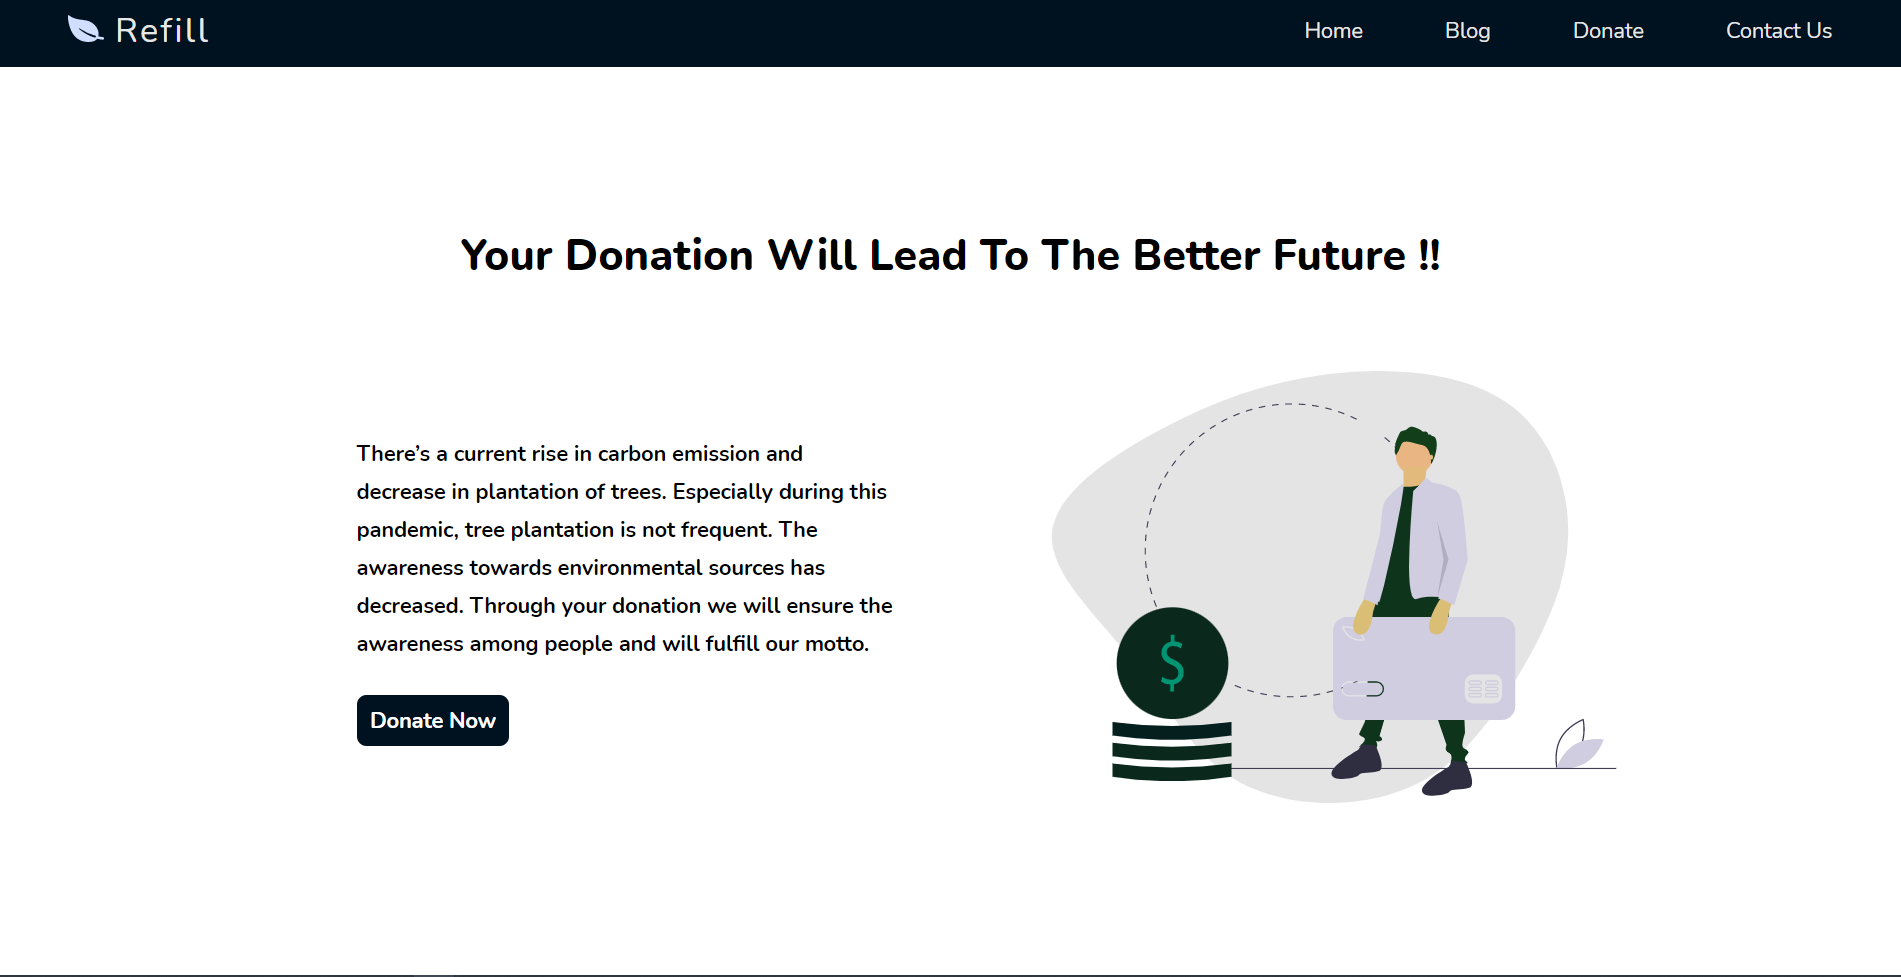 Refill
Home
Blog
Donate
Contact Us
Your Donation Will Lead To The Better Future !!
There’s a current rise in carbon emission and
decrease in plantation of trees. Especially during this
pandemic, tree plantation is not frequent. The
awareness towards environmental sources has
decreased. Through your donation we will ensure the
awareness among people and will fulfill our motto.
Donate Now
$